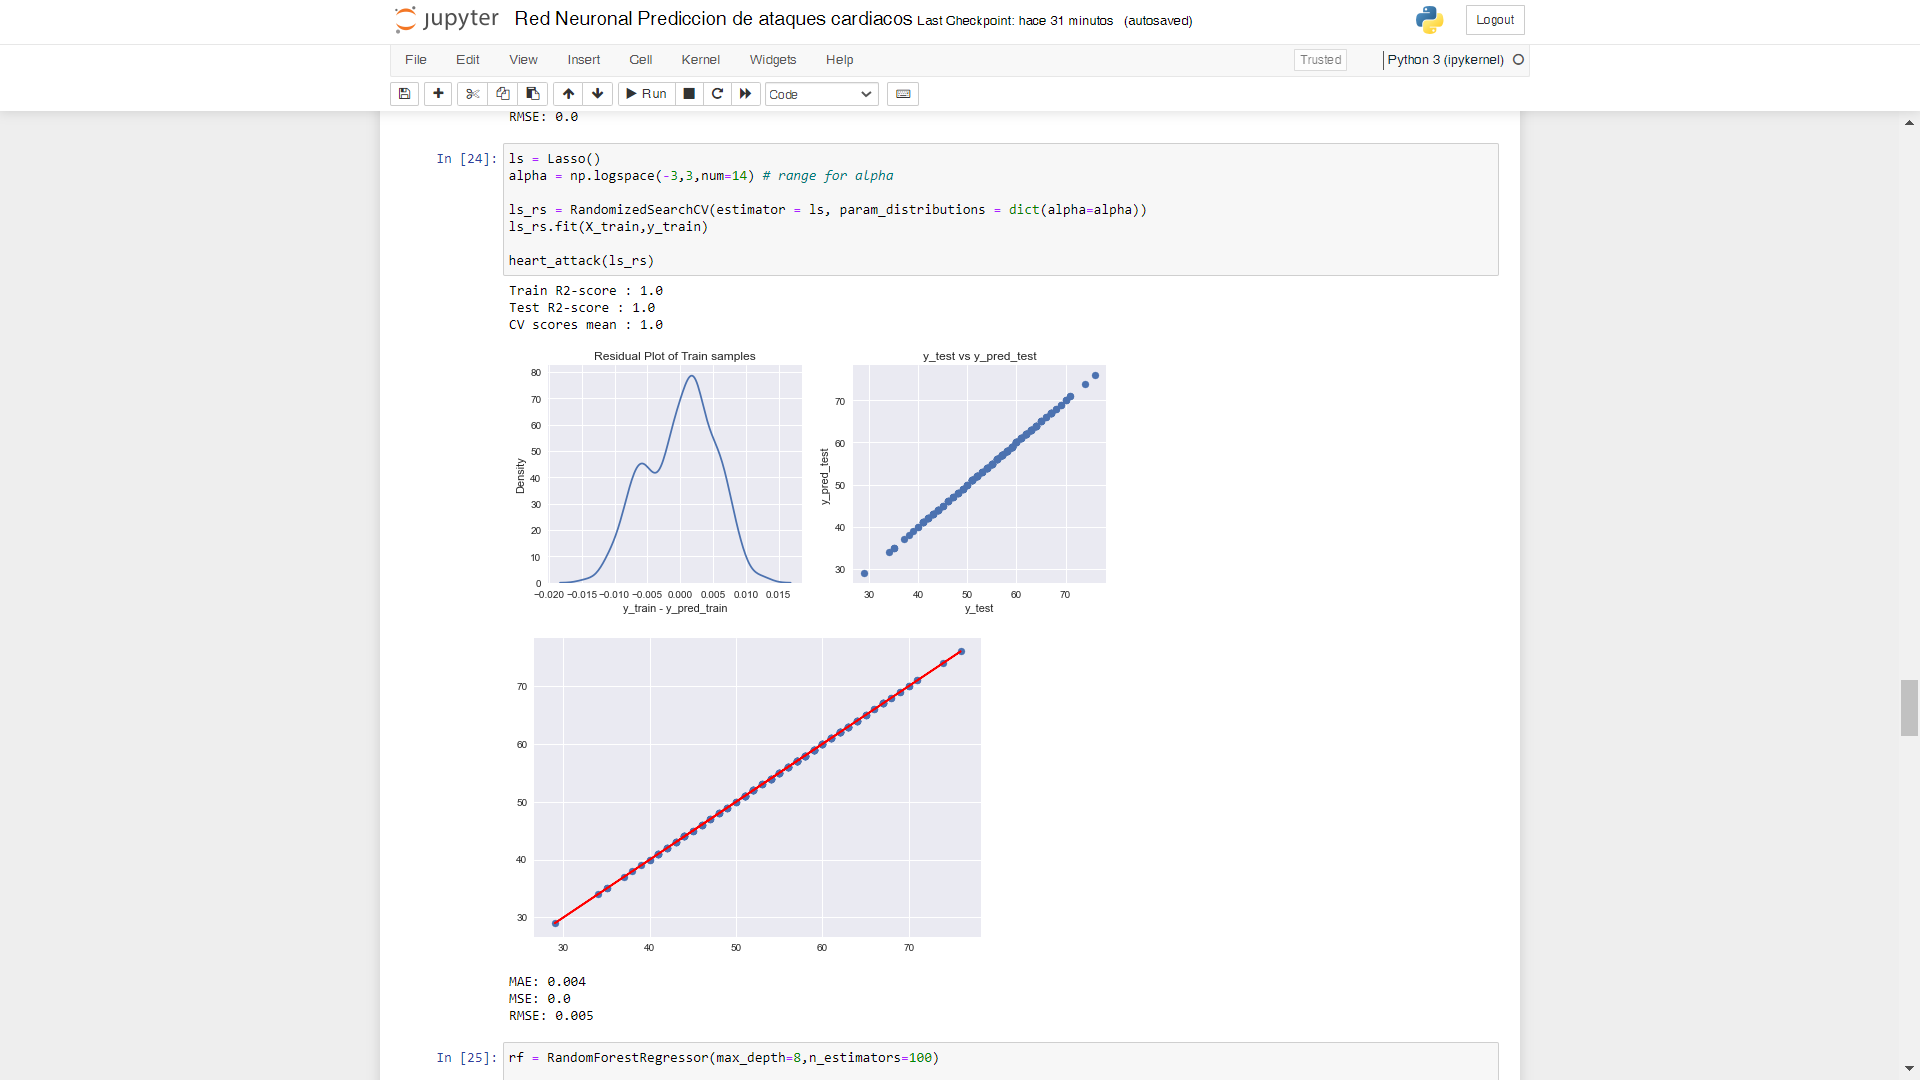 jupyter Red Neuronal Prediccion de ataques cardiacos Last Checkpoint: hace 31 minutos (autosaved)
Logout
File Edit View Insert Cell Kernel Widgets Help
Trusted
Python 3 (ipykernel)
Run
Code
RMSE: 0.0
In [24]:
ls = Lasso()
alpha = np.logspace(-3,3,num=14) # range for alpha
ls_rs = RandomizedSearchCV(estimator = ls, param_distributions = dict(alpha=alpha))
ls_rs.fit(X_train,y_train)
heart_attack(ls_rs)
Train R2-score : 1.0
Test R2-score : 1.0
CV scores mean : 1.0
Residual Plot of Train samples
80
70
60
50
40
30
20
10
0
Density
−0.020 −0.015 −0.010 −0.005 0.000 0.005 0.010 0.015
y_train - y_pred_train
y_test vs y_pred_test
70
60
50
40
30
y_pred_test
30 40 50 60 70
y_test
70
60
50
40
30
30 40 50 60 70
MAE: 0.004
MSE: 0.0
RMSE: 0.005
In [25]:
rf = RandomForestRegressor(max_depth=8,n_estimators=100)